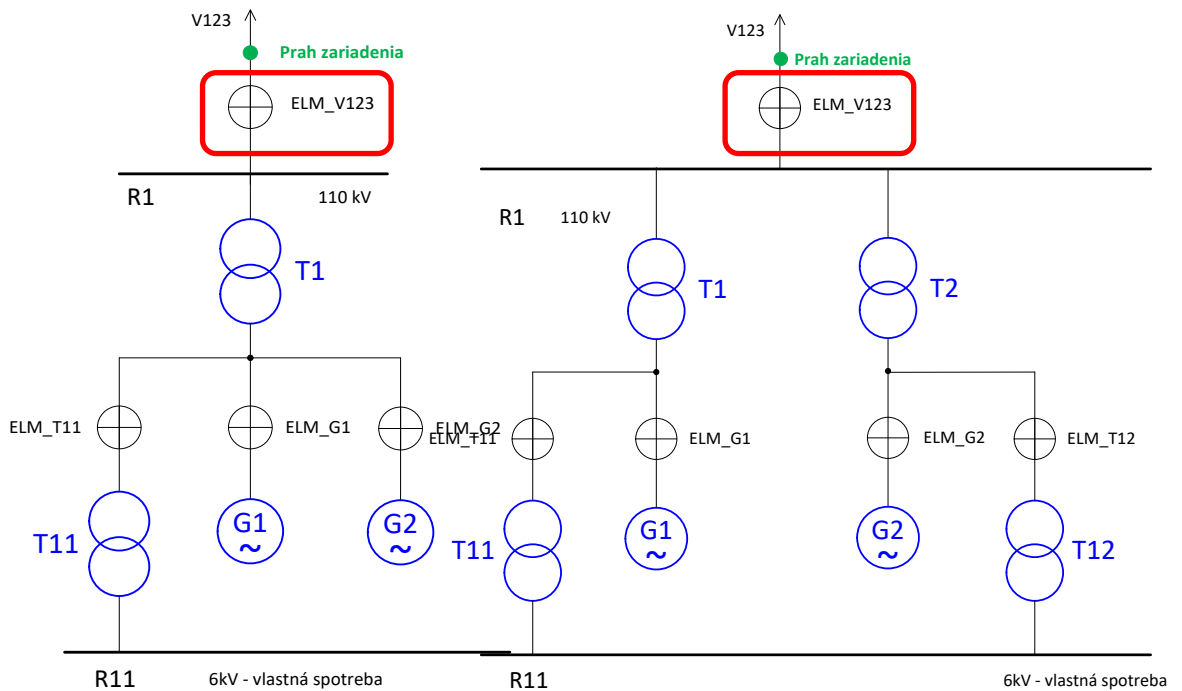 V123
Prah zariadenia
ELM_V123
R1
110 kV
T1
ELM_T11
ELM_G1
ELM_G2
T11
G1
~
G2
~
R11
6kV - vlastná spotreba
V123
Prah zariadenia
ELM_V123
R1
110 kV
T1
T2
ELM_T11
ELM_G1
ELM_G2
ELM_T12
T11
G1
~
G2
~
T12
R11
6kV - vlastná spotreba